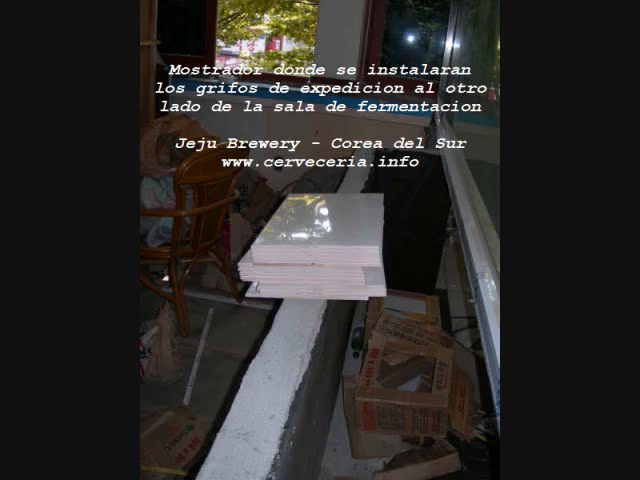 Mostrador donde se instalaran
los grifos de expedicion al otro
lado de la sala de fermentacion
Jeju Brewery - Corea del Sur
www.cerveceria.info